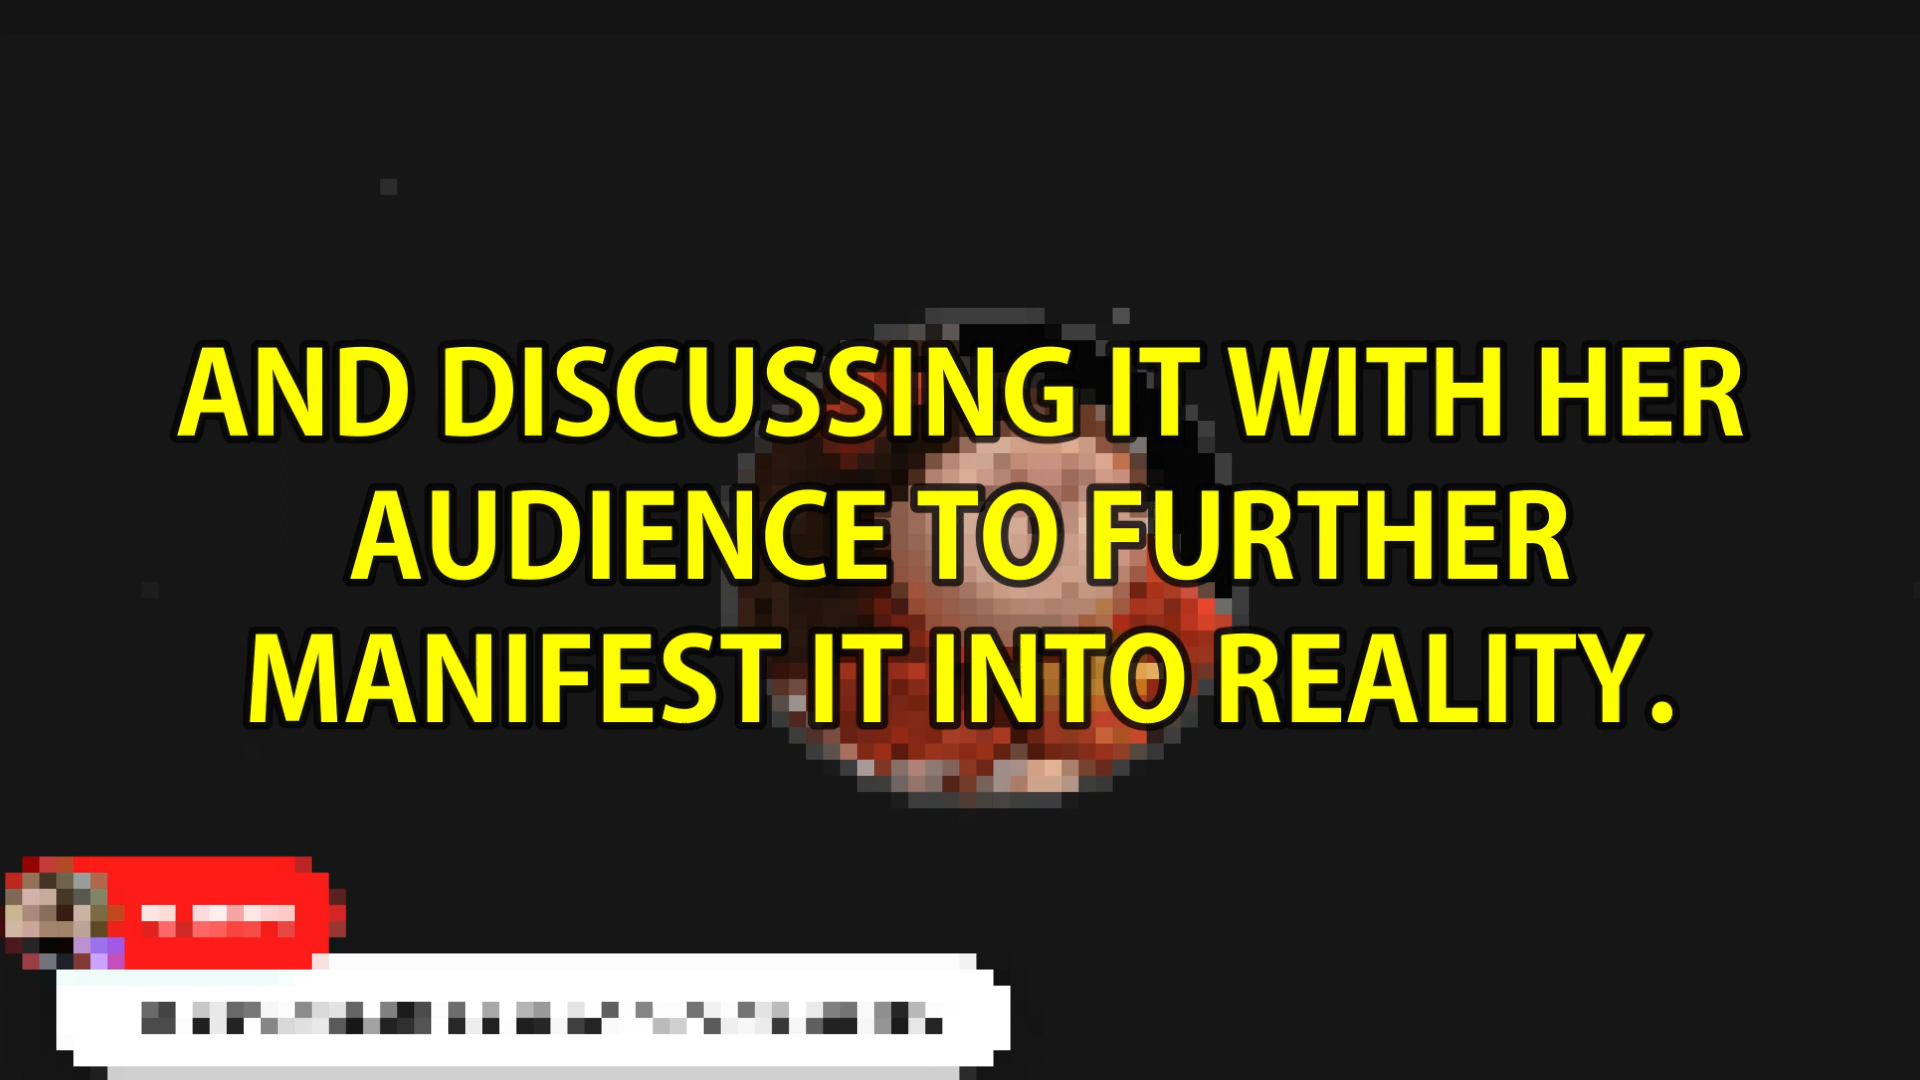 AND DISCUSSING IT WITH HER
AUDIENCE TO FURTHER
MANIFEST IT INTO REALITY.